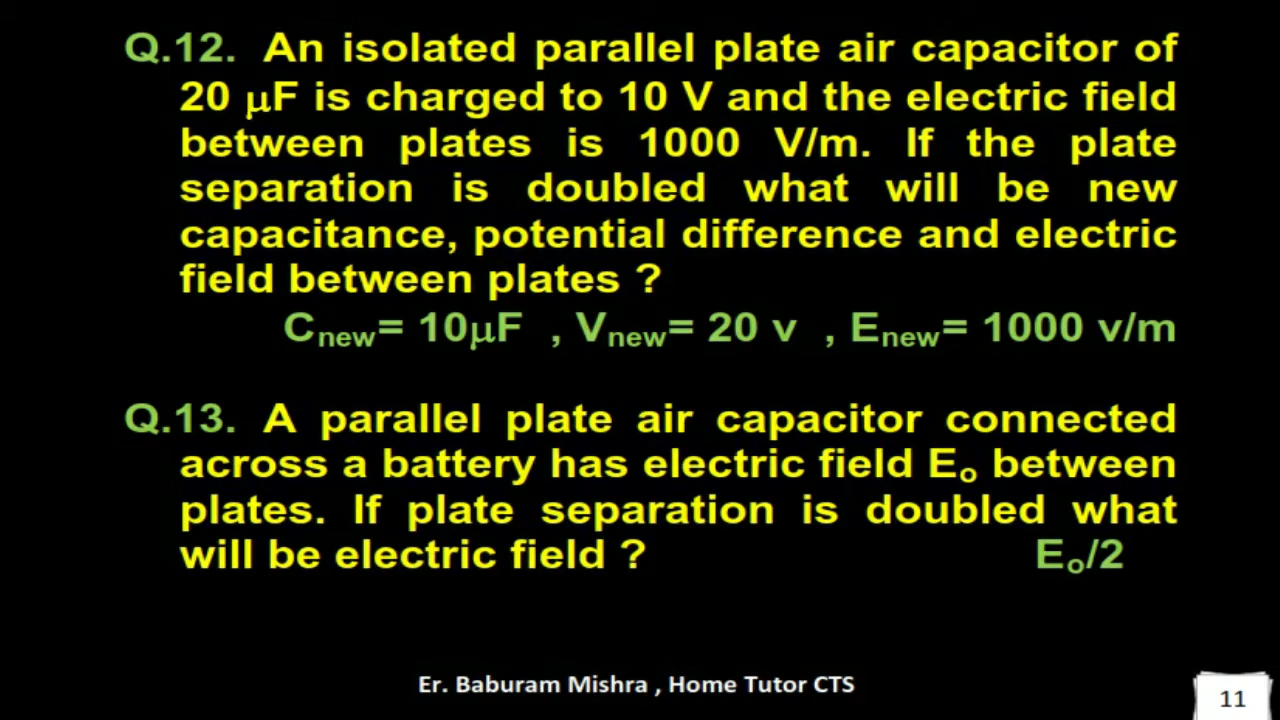 Q.12. An isolated parallel plate air capacitor of
20 μF is charged to 10 V and the electric field
between plates is 1000 V/m. If the plate
separation is doubled what will be new
capacitance, potential difference and electric
field between plates ?
Cnew= 10μF , Vnew= 20 v , Enew= 1000 v/m
Q.13. A parallel plate air capacitor connected
across a battery has electric field Eo between
plates. If plate separation is doubled what
will be electric field ? Eo/2
Er. Baburam Mishra , Home Tutor CTS
11